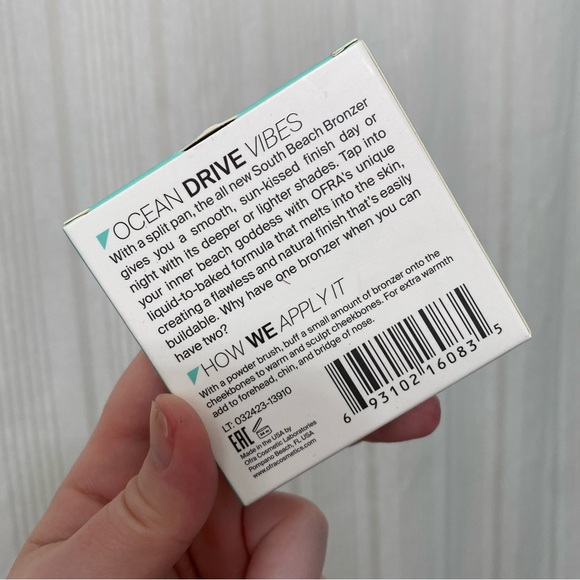 OCEAN DRIVE VIBES
With a split pan, the all new South Beach Bronzer
gives you a smooth, sun-kissed finish day or
night with its deeper or lighter shades. Tap into
your inner beach goddess with OFRA's unique
liquid-to-baked formula that melts into the skin,
creating a flawless and natural finish that's easily
buildable. Why have one bronzer when you can
have two?
HOW WE APPLY IT
With a powder brush, buff a small amount of bronzer onto the
cheekbones to warm and sculpt cheekbones. For extra warmth
add to forehead, chin, and bridge of nose.
LT: 032423-13910
EAC
Made in the USA by
Ofra Cosmetic Laboratories
Pompano Beach, FL USA
www.ofracosmetics.com
6 93102 16083 5